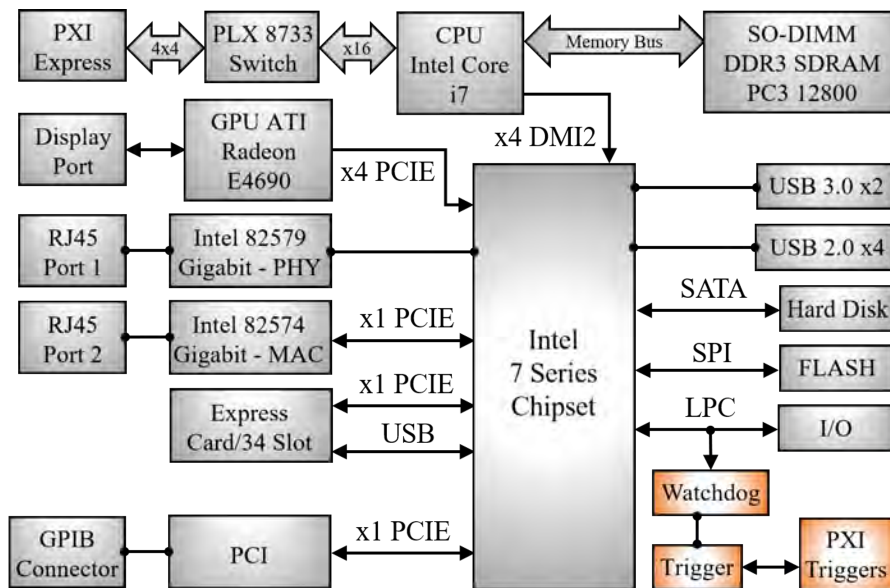 PXI
Express
4x4
PLX 8733
Switch
x16
CPU
Intel Core
i7
Memory Bus
SO-DIMM
DDR3 SDRAM
PC3 12800
Display
Port
GPU ATI
Radeon
E4690
x4 PCIE
x4 DMI2
USB 3.0 x2
RJ45
Port 1
Intel 82579
Gigabit - PHY
USB 2.0 x4
RJ45
Port 2
Intel 82574
Gigabit - MAC
x1 PCIE
Intel
7 Series
Chipset
SATA
Hard Disk
SPI
FLASH
Express
Card/34 Slot
x1 PCIE
USB
LPC
I/O
Watchdog
GPIB
Connector
PCI
x1 PCIE
Trigger
PXI
Triggers